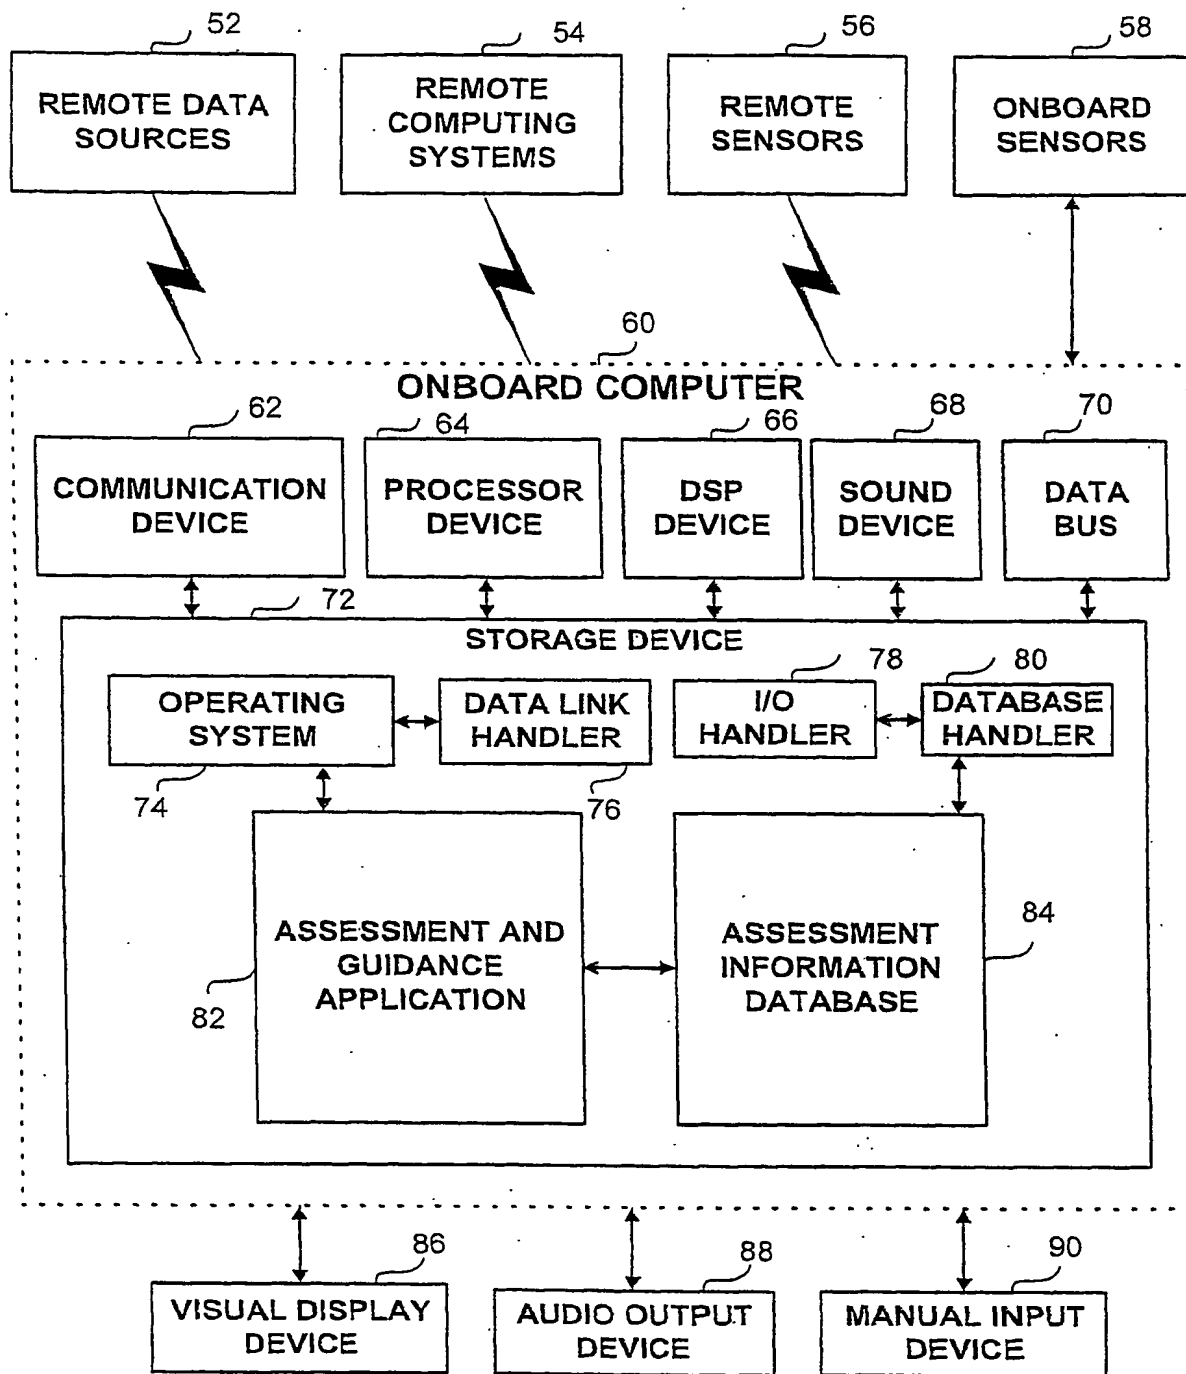 52
54
56
58
REMOTE DATA
SOURCES
REMOTE
COMPUTING
SYSTEMS
REMOTE
SENSORS
ONBOARD
SENSORS
60
ONBOARD COMPUTER
62
64
66
68
70
COMMUNICATION
DEVICE
PROCESSOR
DEVICE
DSP
DEVICE
SOUND
DEVICE
DATA
BUS
72
STORAGE DEVICE
78
80
OPERATING
SYSTEM
DATA LINK
HANDLER
I/O
HANDLER
DATABASE
HANDLER
74
76
ASSESSMENT AND
GUIDANCE
APPLICATION
82
ASSESSMENT
INFORMATION
DATABASE
84
86
88
90
VISUAL DISPLAY
DEVICE
AUDIO OUTPUT
DEVICE
MANUAL INPUT
DEVICE